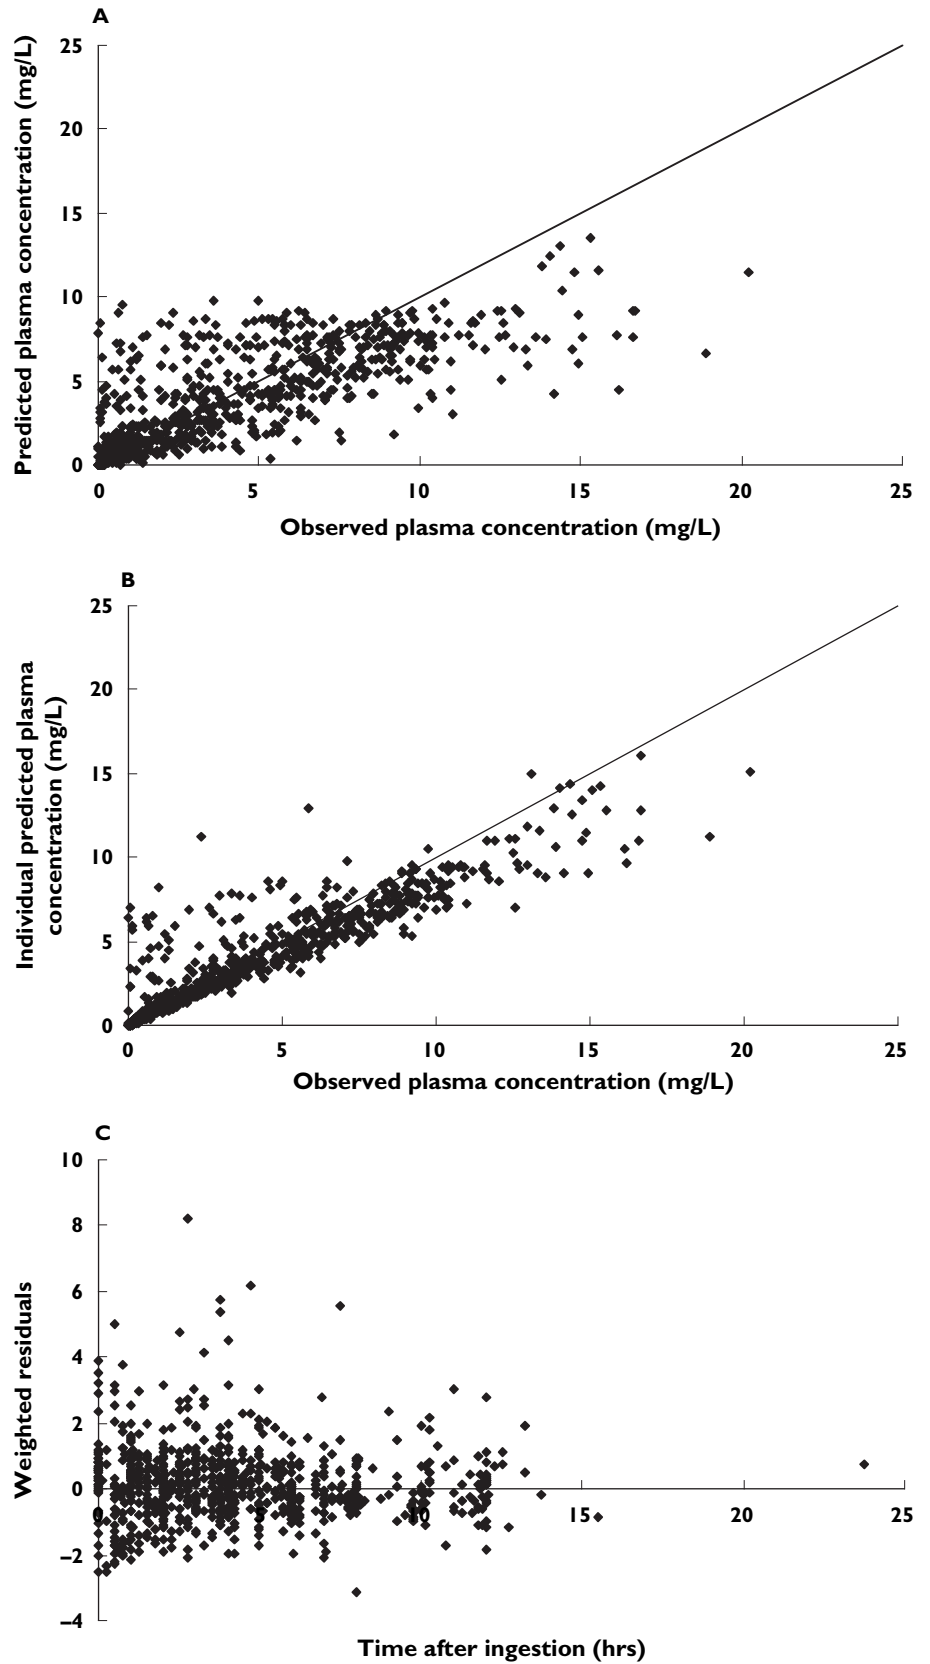 A
Predicted plasma concentration (mg/L)
25
20
15
10
5
0
0 5 10 15 20 25
Observed plasma concentration (mg/L)
B
Individual predicted plasma
concentration (mg/L)
25
20
15
10
5
0
0 5 10 15 20 25
Observed plasma concentration (mg/L)
C
Weighted residuals
10
8
6
4
2
0
–2
–4
0 5 10 15 20 25
Time after ingestion (hrs)